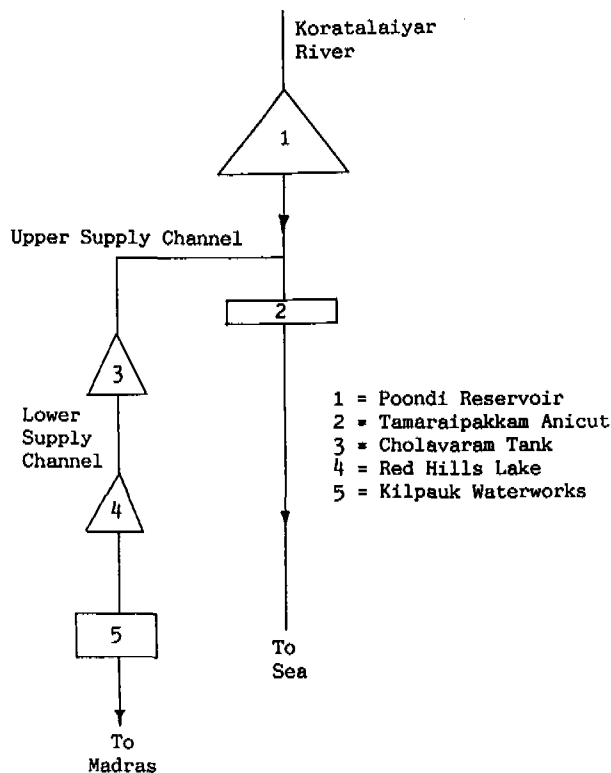 Koratalaiyar
River
1
Upper Supply Channel
2
3
1 = Poondi Reservoir
2 = Tamaraipakkam Anicut
3 = Cholavaram Tank
4 = Red Hills Lake
5 = Kilpauk Waterworks
Lower
Supply
Channel
4
5
To
Sea
To
Madras